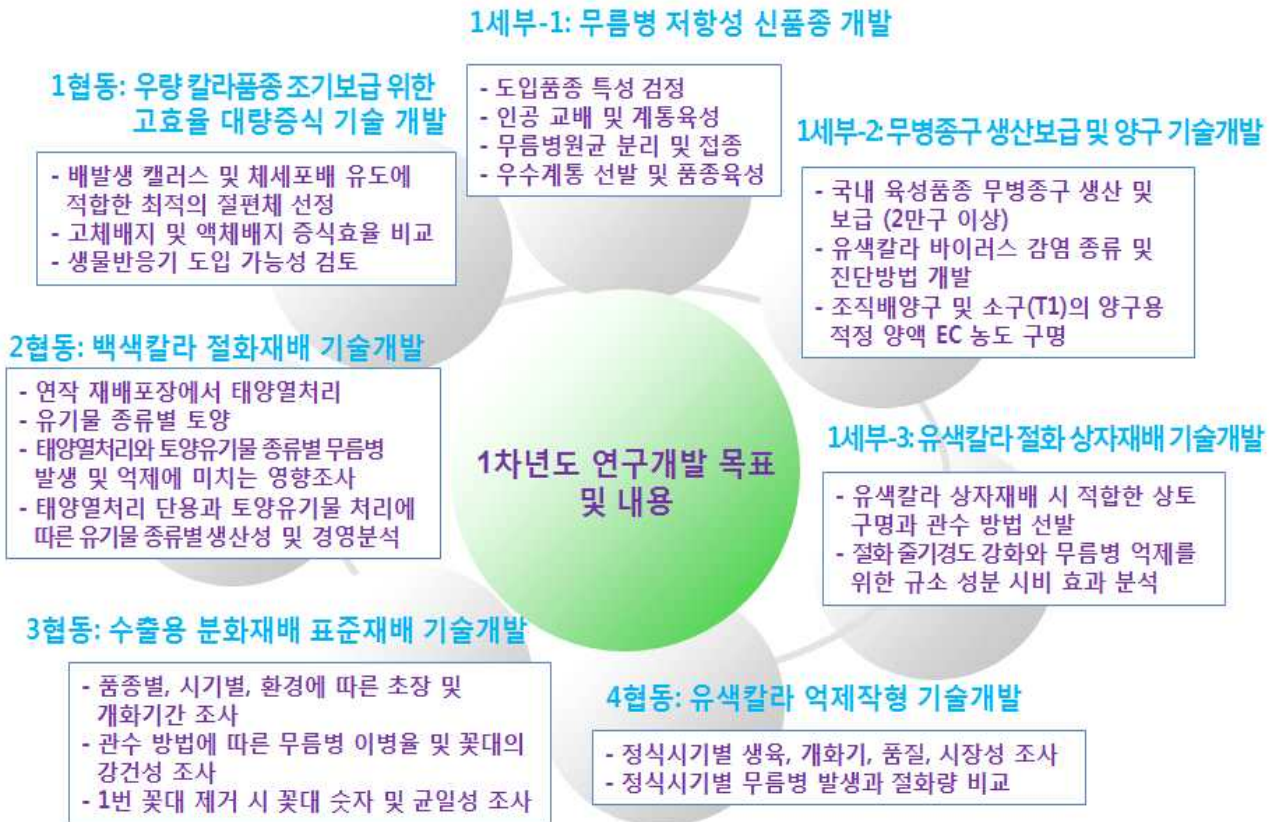 1세부-1: 무름병 저항성 신품종 개발
- 도입품종 특성 검정
- 인공 교배 및 계통육성
- 무름병원균 분리 및 접종
- 우수계통 선발 및 품종육성
1협동: 우량 칼라품종 조기보급 위한
고효율 대량증식 기술 개발
- 배발생 캘러스 및 체세포배 유도에
적합한 최적의 절편체 선정
- 고체배지 및 액체배지 증식효율 비교
- 생물반응기 도입 가능성 검토
1세부-2: 무병종구 생산보급 및 양구 기술개발
- 국내 육성품종 무병종구 생산 및
보급 (2만구 이상)
- 유색칼라 바이러스 감염 종류 및
진단방법 개발
- 조직배양구 및 소구(T1)의 양구용
적정 양액 EC 농도 구명
2협동: 백색칼라 절화재배 기술개발
- 연작 재배포장에서 태양열처리
- 유기물 종류별 토양
- 태양열처리와 토양유기물 종류별 무름병
발생 및 억제에 미치는 영향조사
- 태양열처리 단용과 토양유기물 처리에
따른 유기물 종류별 생산성 및 경영분석
1차년도 연구개발 목표
및 내용
1세부-3: 유색칼라 절화 상자재배 기술개발
- 유색칼라 상자재배 시 적합한 상토
구명과 관수 방법 선발
- 절화 줄기경도 강화와 무름병 억제를
위한 규소 성분 시비 효과 분석
3협동: 수출용 분화재배 표준재배 기술개발
- 품종별, 시기별, 환경에 따른 초장 및
개화기간 조사
- 관수 방법에 따른 무름병 이병율 및 꽃대의
강건성 조사
- 1번 꽃대 제거 시 꽃대 숫자 및 균일성 조사
4협동: 유색칼라 억제작형 기술개발
- 정식시기별 생육, 개화기, 품질, 시장성 조사
- 정식시기별 무름병 발생과 절화량 비교